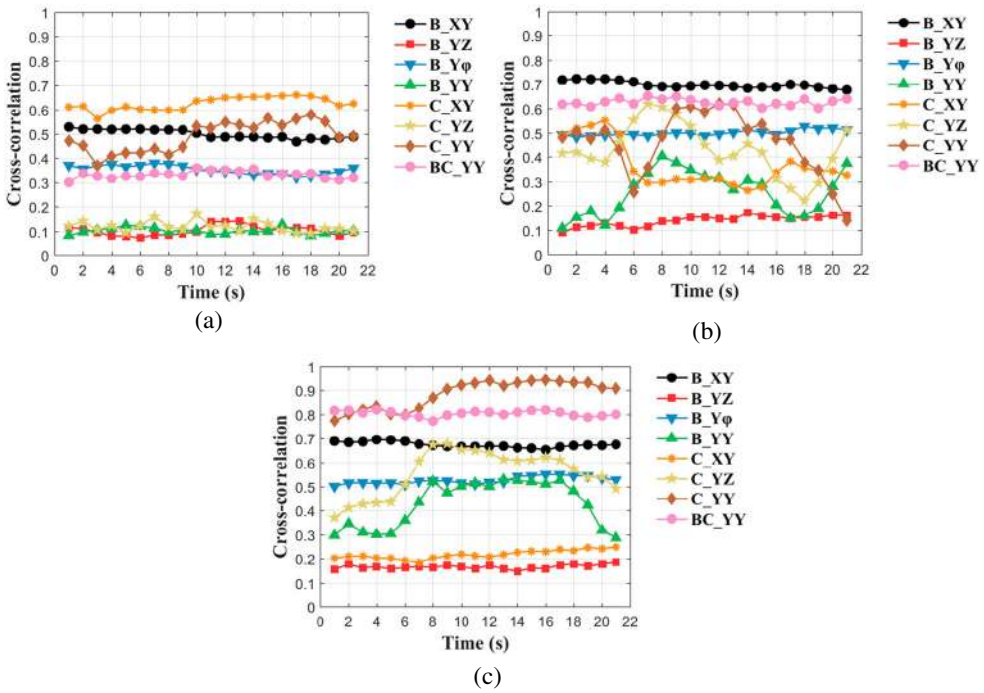 1
0.9
0.8
0.7
0.6
0.5
0.4
0.3
0.2
0.1
0
Cross-correlation
0 2 4 6 8 10 12 14 16 18 20 22
Time (s)
B_XY
B_YZ
B_Yφ
B_YY
C_XY
C_YZ
C_YY
BC_YY
(a)
1
0.9
0.8
0.7
0.6
0.5
0.4
0.3
0.2
0.1
0
Cross-correlation
0 2 4 6 8 10 12 14 16 18 20 22
Time (s)
B_XY
B_YZ
B_Yφ
B_YY
C_XY
C_YZ
C_YY
BC_YY
(b)
1
0.9
0.8
0.7
0.6
0.5
0.4
0.3
0.2
0.1
0
Cross-correlation
0 2 4 6 8 10 12 14 16 18 20 22
Time (s)
B_XY
B_YZ
B_Yφ
B_YY
C_XY
C_YZ
C_YY
BC_YY
(c)